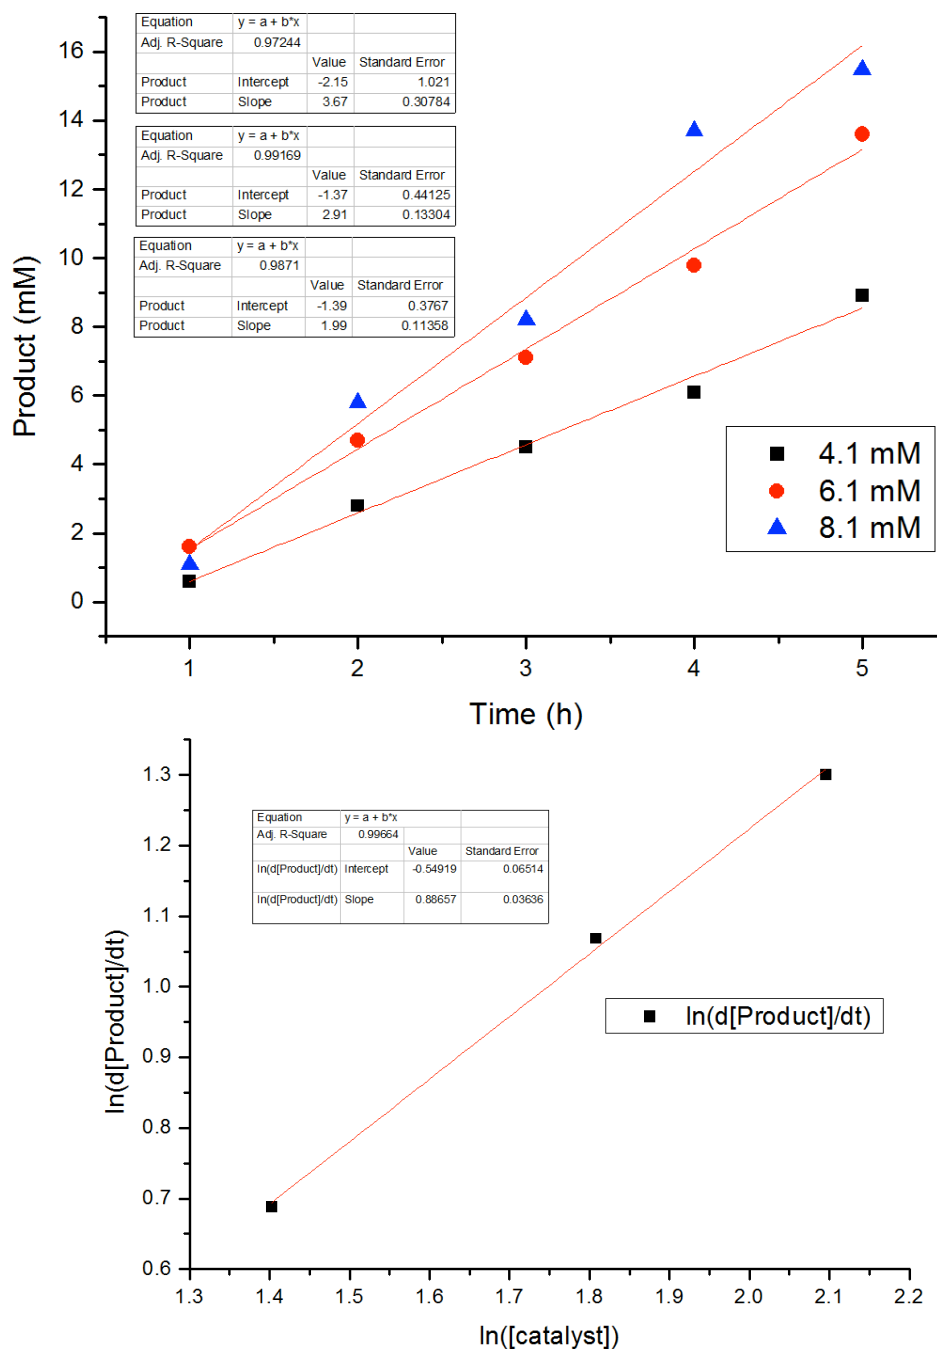 Equation y = a + b*x
Adj. R-Square 0.97244
Value Standard Error
Product Intercept -2.15 1.021
Product Slope 3.67 0.30784
Equation y = a + b*x
Adj. R-Square 0.99169
Value Standard Error
Product Intercept -1.37 0.44125
Product Slope 2.91 0.13304
Equation y = a + b*x
Adj. R-Square 0.9871
Value Standard Error
Product Intercept -1.39 0.3767
Product Slope 1.99 0.11358
16
14
12
10
8
6
4
2
0
Product (mM)
4.1 mM
6.1 mM
8.1 mM
1 2 3 4 5
Time (h)
1.3
1.2
1.1
1.0
0.9
0.8
0.7
0.6
ln(d[Product]/dt)
Equation y = a + b*x
Adj. R-Square 0.99664
Value Standard Error
ln(d[Product]/dt) Intercept -0.54919 0.06514
ln(d[Product]/dt) Slope 0.88657 0.03636
ln(d[Product]/dt)
1.3 1.4 1.5 1.6 1.7 1.8 1.9 2.0 2.1 2.2
ln([catalyst])